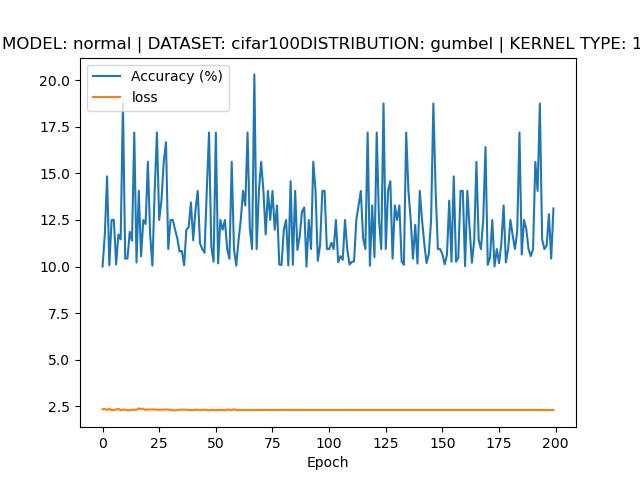 MODEL: normal | DATASET: cifar100DISTRIBUTION: gumbel | KERNEL TYPE: 1
Accuracy (%)
loss
20.0
17.5
15.0
12.5
10.0
7.5
5.0
2.5
0 25 50 75 100 125 150 175 200
Epoch